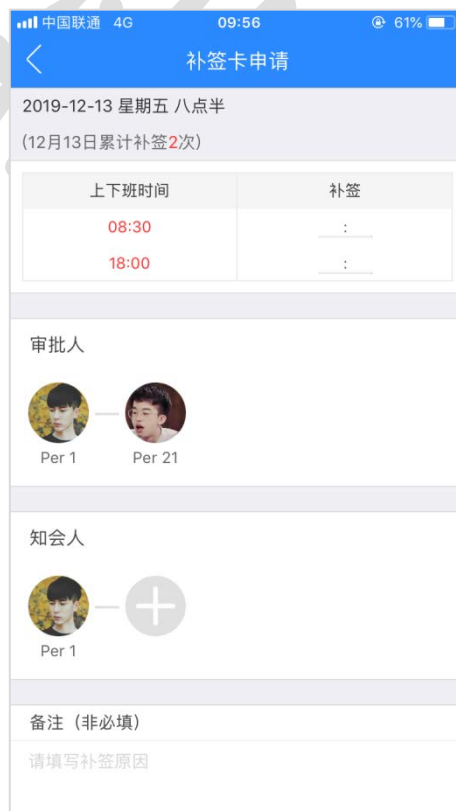 中国联通 4G 09:56 61%
补签卡申请
2019-12-13 星期五 八点半
(12月13日累计补签2次)
上下班时间 补签
08:30 :
18:00 :
审批人
Per 1 Per 21
知会人
Per 1
备注（非必填）
请填写补签原因